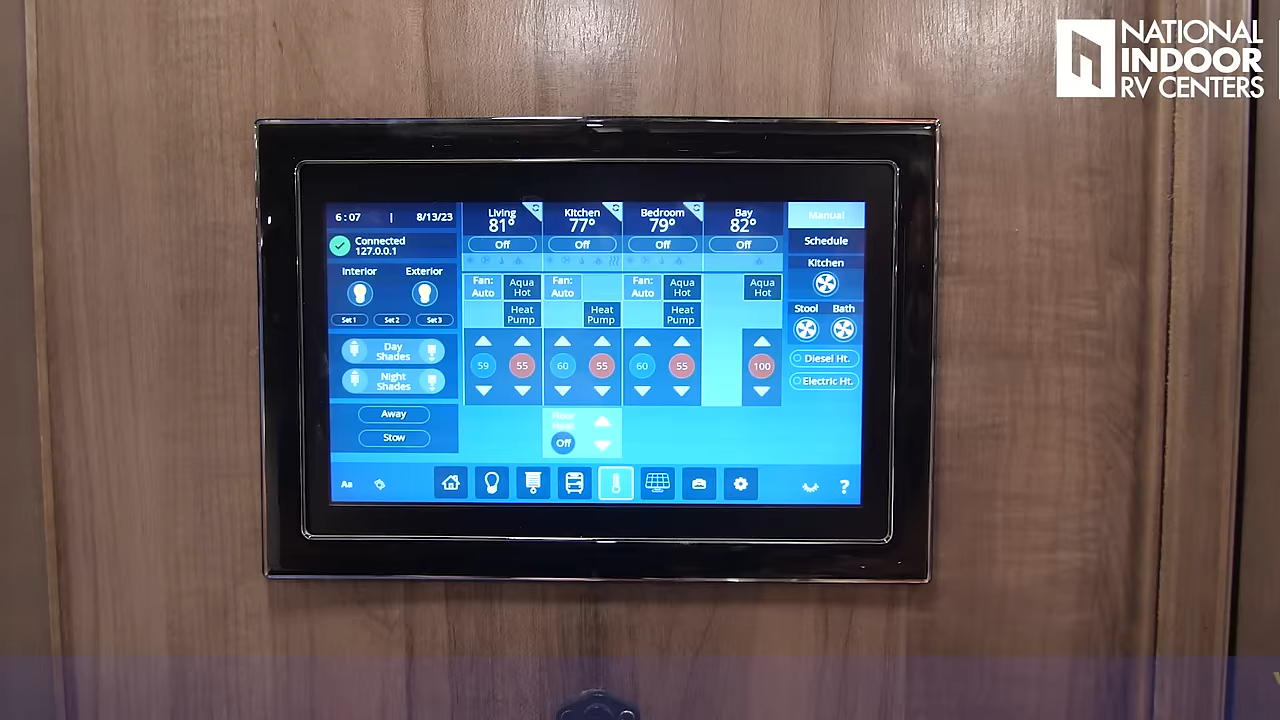 NATIONAL
INDOOR
RV CENTERS
6:07 | 8/13/23
Connected
127.0.0.1
Interior Exterior
Set 1 Set 2 Set 3
Day
Shades
Night
Shades
Away
Stow
Living
81°
Off
Fan:
Auto
Aqua
Hot
Heat
Pump
59 55
Kitchen
77°
Off
Fan:
Auto
Heat
Pump
60 55
Floor
Heat
Off
Bedroom
79°
Off
Fan:
Auto
Aqua
Hot
Heat
Pump
60 55
Bay
82°
Off
Aqua
Hot
100
Manual
Schedule
Kitchen
Stool Bath
Diesel Ht.
Electric Ht.
Aa ?